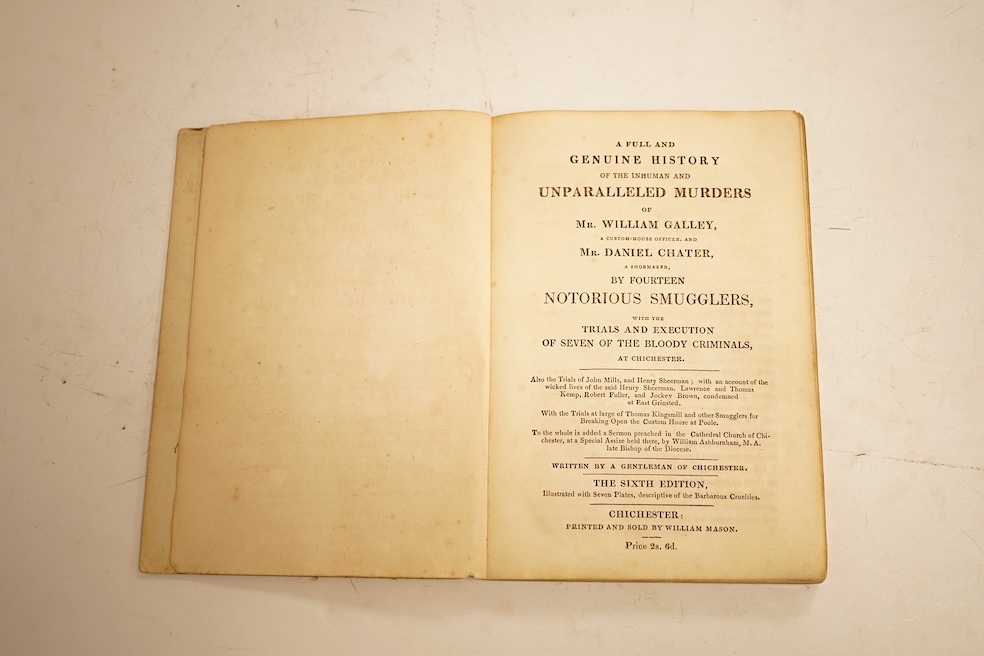 A FULL AND
GENUINE HISTORY
OF THE INHUMAN AND
UNPARALLELED MURDERS
OF
Mr. WILLIAM GALLEY,
A CUSTOM-HOUSE OFFICER, AND
Mr. DANIEL CHATER,
A SHOEMAKER,
BY FOURTEEN
NOTORIOUS SMUGGLERS,
WITH THE
TRIALS AND EXECUTION
OF SEVEN OF THE BLOODY CRIMINALS,
AT CHICHESTER.
Also the Trials of John Mills, and Henry Sheerman; with an account of the
wicked lives of the said Henry Sheerman. Lawrence and Thomas
Kemp, Robert Fuller, and Jockey Brown, condemned
at East Grinsted.
With the Trials at large of Thomas Kingsmill and other Smugglers for
Breaking Open the Custom House at Poole.
To the whole is added a Sermon preached in the Cathedral Church of Chi-
chester, at a Special Assize held there, by William Ashburnham, M. A.
late Bishop of the Diocese.
WRITTEN BY A GENTLEMAN OF CHICHESTER.
THE SIXTH EDITION,
Illustrated with Seven Plates, descriptive of the Barbarous Cruelties.
CHICHESTER:
PRINTED AND SOLD BY WILLIAM MASON.
Price 2s. 6d.